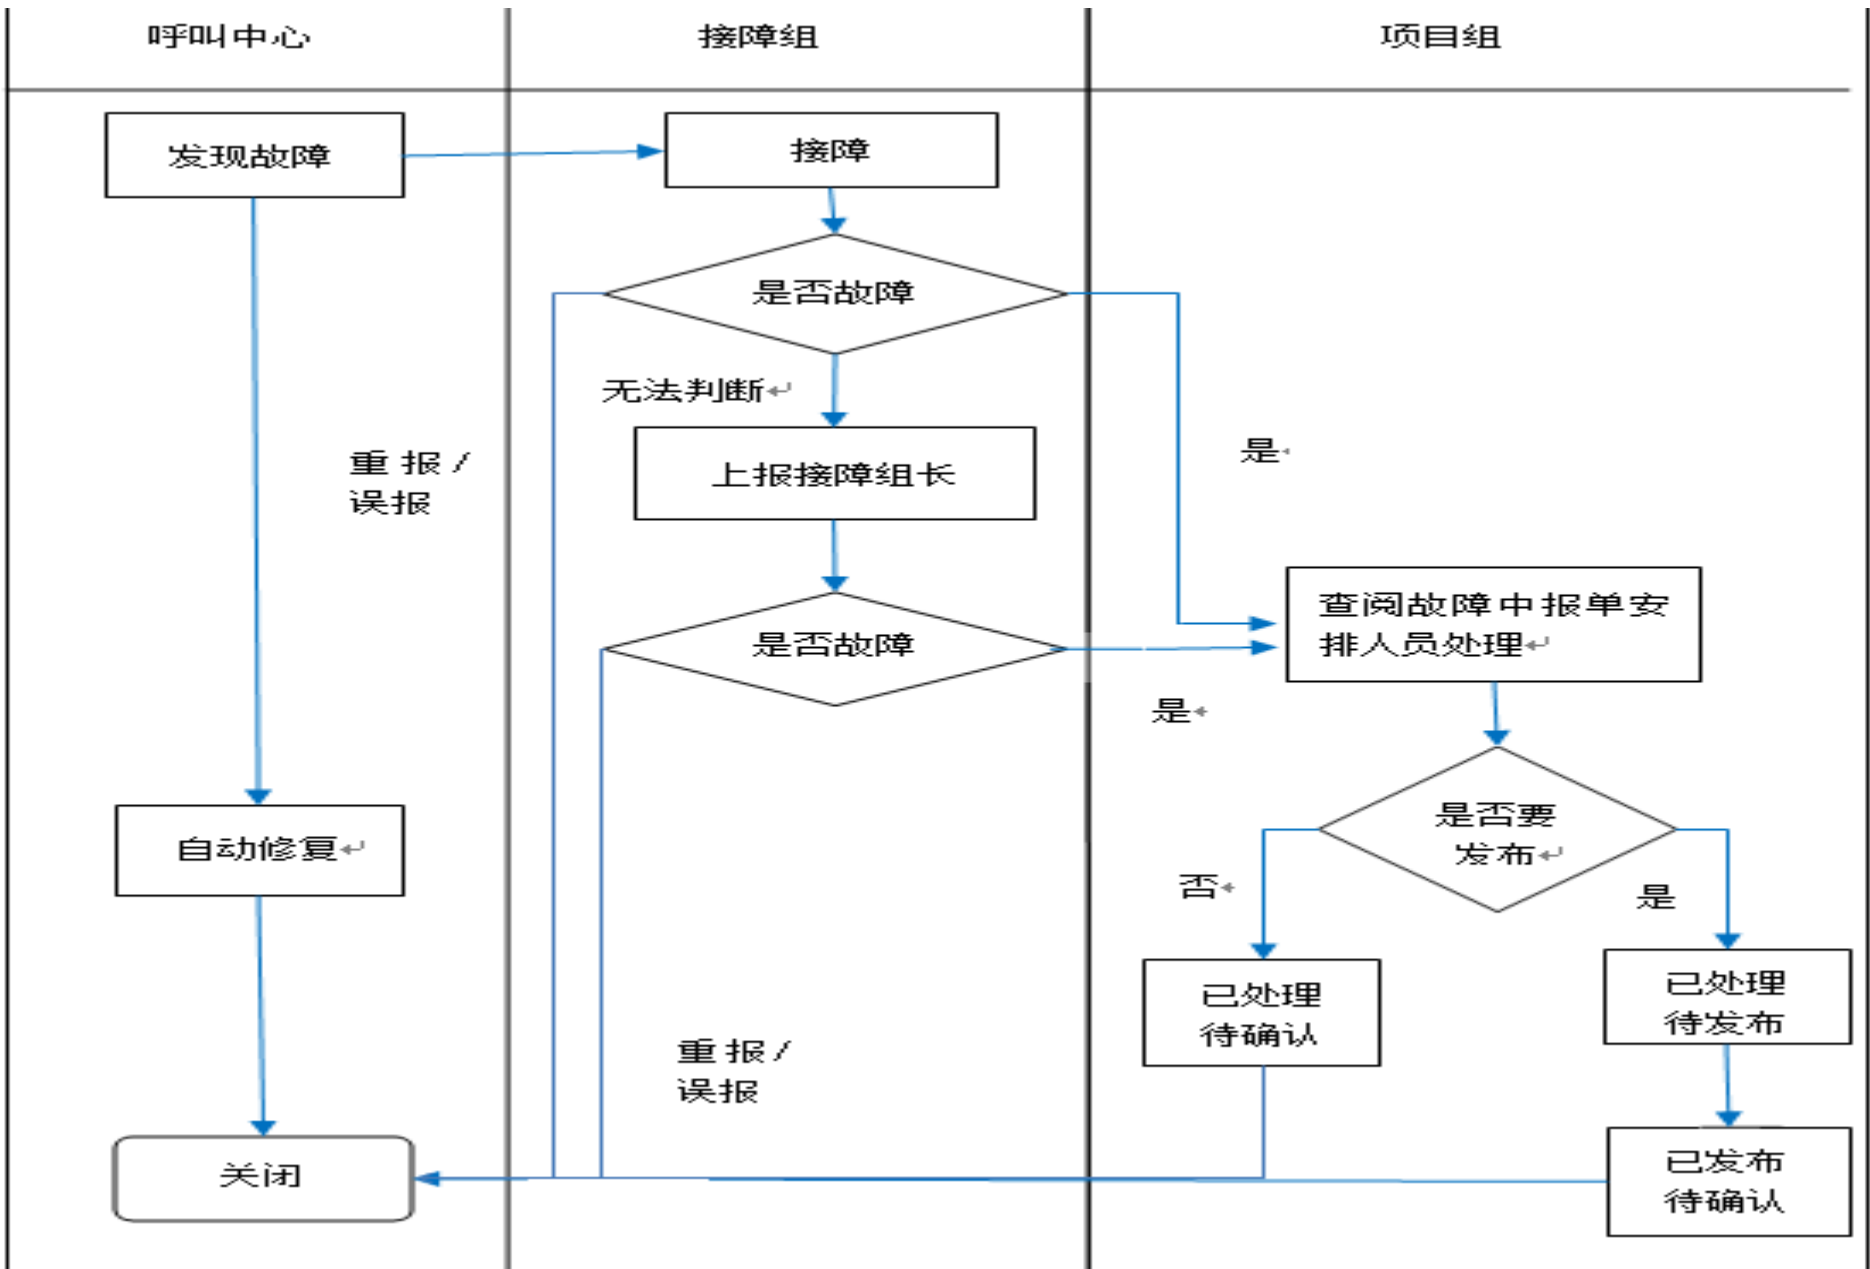 呼叫中心
接障组
项目组
发现故障
接障
是否故障
无法判断
重报/
误报
是
上报接障组长
查阅故障中报单安
排人员处理
是否故障
是
是否要
发布
自动修复
否
是
已处理
待确认
已处理
待发布
重报/
误报
关闭
已发布
待确认